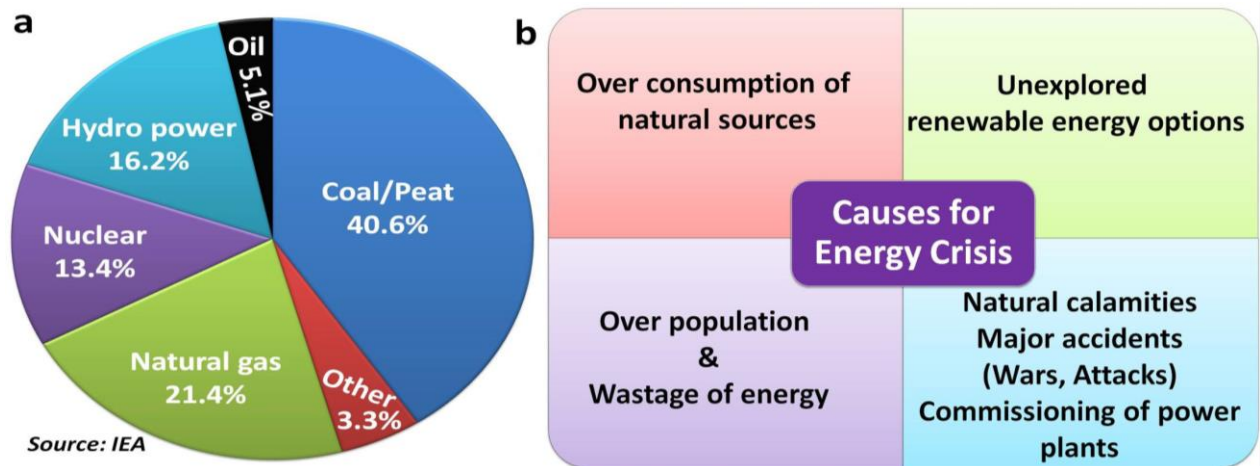 a
Oil
5.1%
Hydro power
16.2%
Coal/Peat
40.6%
Nuclear
13.4%
Natural gas
21.4%
Other
3.3%
Source: IEA
b
Over consumption of
natural sources
Unexplored
renewable energy options
Causes for
Energy Crisis
Over population
&
Wastage of energy
Natural calamities
Major accidents
(Wars, Attacks)
Commissioning of power
plants